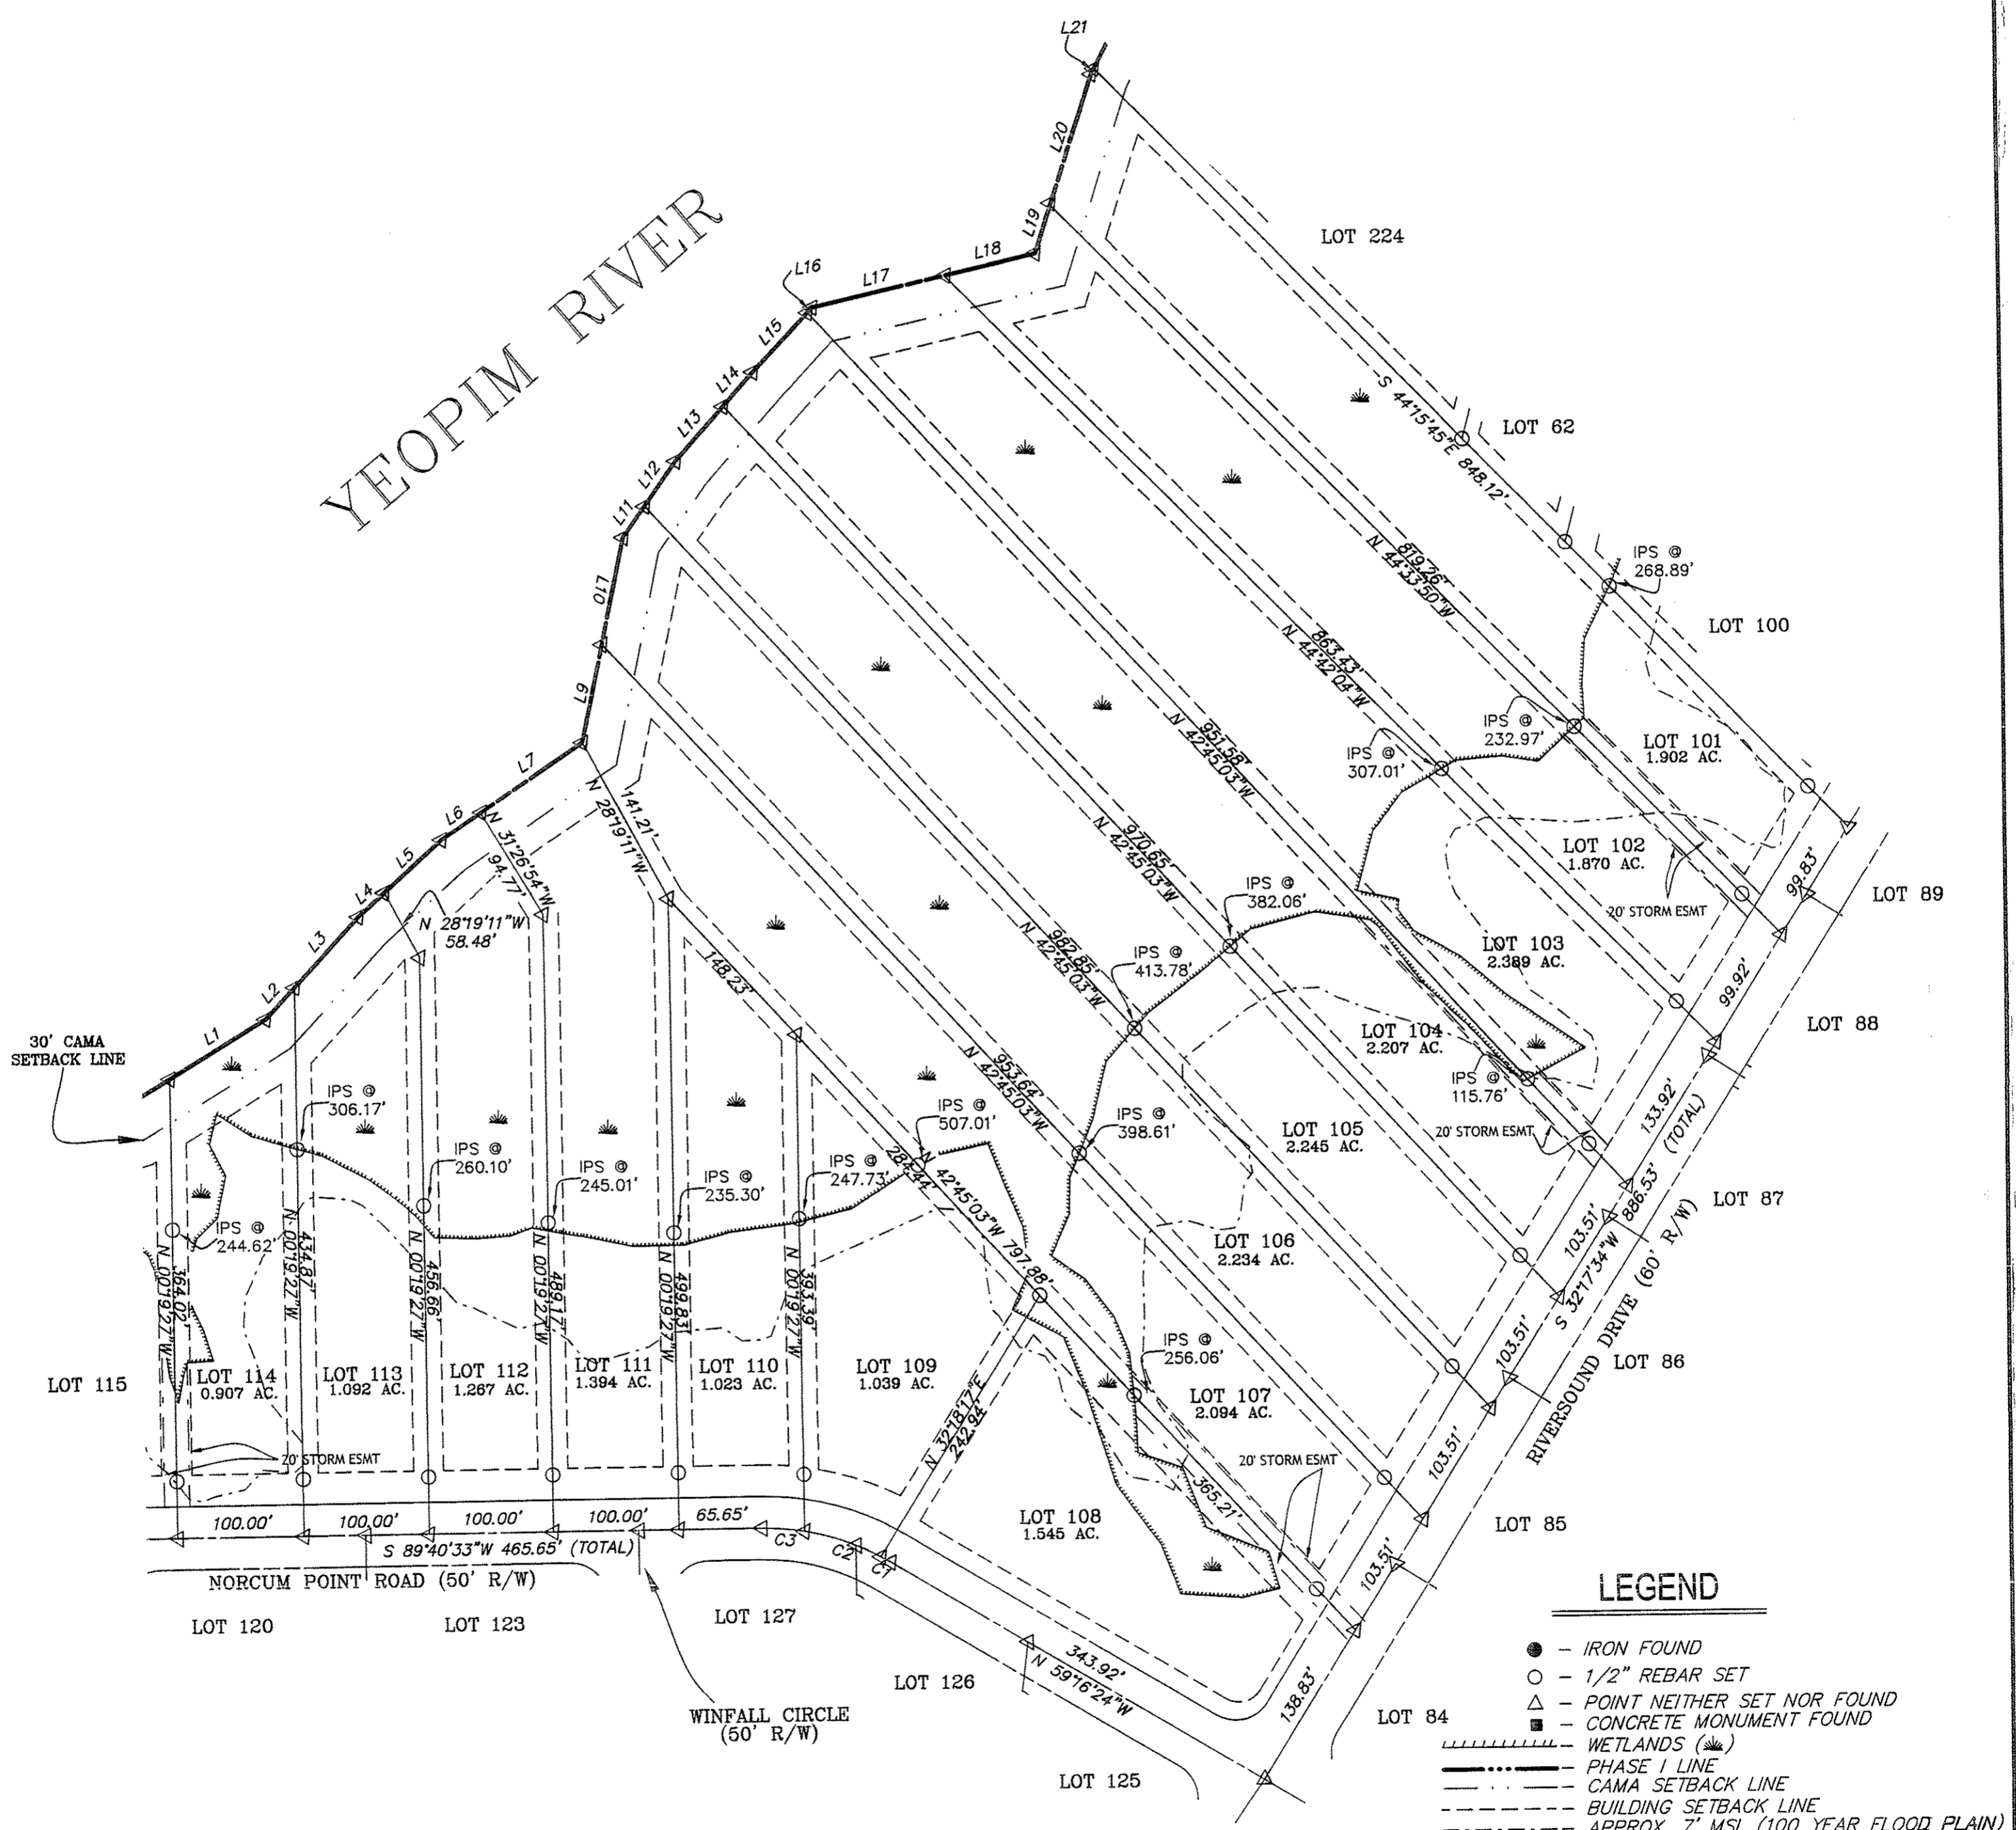 L21
L20
L19
L18
L17
L16
L15
L14
L13
L12
L11
L10
L9
L7
L6
L5
L4
L3
L2
L1
YEOPIM RIVER
LOT 224
LOT 62
S 44°15'45"E 848.12'
IPS @
268.89'
LOT 100
819.26'
N 44°33'50"W
863.43'
N 44°42'04"W
951.58'
N 42°45'03"W
970.65'
N 42°45'03"W
982.85'
N 42°45'03"W
953.64'
N 42°45'03"W
IPS @
232.97'
IPS @
307.01'
LOT 101
1.902 AC.
LOT 102
1.870 AC.
20' STORM ESMT
99.83'
LOT 89
LOT 103
2.389 AC.
99.92'
LOT 88
IPS @
382.06'
IPS @
413.78'
LOT 104
2.207 AC.
IPS @
115.76'
20' STORM ESMT
133.92'
(TOTAL)
S 32°17'34"W 886.53'
LOT 87
IPS @
398.61'
LOT 105
2.245 AC.
103.51'
LOT 86
LOT 106
2.234 AC.
103.51'
RIVERSOUND DRIVE (60' R/W)
N 31°26'54"W
94.77'
141.21'
N 28°19'11"W
N 28°19'11"W
58.48'
148.23'
30' CAMA
SETBACK LINE
IPS @
306.17'
IPS @
260.10'
IPS @
245.01'
IPS @
235.30'
IPS @
247.73'
IPS @
507.01'
IPS @
244.62'
284.44'
N 42°45'03"W 797.88'
364.02'
N 00°19'27"W
434.87'
N 00°19'27"W
456.66'
N 00°19'27"W
489.17'
N 00°19'27"W
499.83'
N 00°19'27"W
393.39'
N 00°19'27"W
LOT 115
LOT 114
0.907 AC.
LOT 113
1.092 AC.
LOT 112
1.267 AC.
LOT 111
1.394 AC.
LOT 110
1.023 AC.
LOT 109
1.039 AC.
N 32°18'17"E
242.94'
IPS @
256.06'
LOT 107
2.094 AC.
20' STORM ESMT
365.21'
103.51'
LOT 85
20' STORM ESMT
LOT 108
1.545 AC.
103.51'
100.00'
100.00'
100.00'
100.00'
65.65'
C3
C2
C1
S 89°40'33"W 465.65' (TOTAL)
NORCUM POINT ROAD (50' R/W)
LOT 120
LOT 123
LOT 127
LOT 126
343.92'
N 59°16'24"W
138.83'
LOT 84
LOT 125
WINFALL CIRCLE
(50' R/W)
LEGEND
– IRON FOUND
– 1/2" REBAR SET
– POINT NEITHER SET NOR FOUND
– CONCRETE MONUMENT FOUND
– WETLANDS ( )
– PHASE I LINE
– CAMA SETBACK LINE
– BUILDING SETBACK LINE
– APPROX. 7' MSL (100 YEAR FLOOD PLAIN)